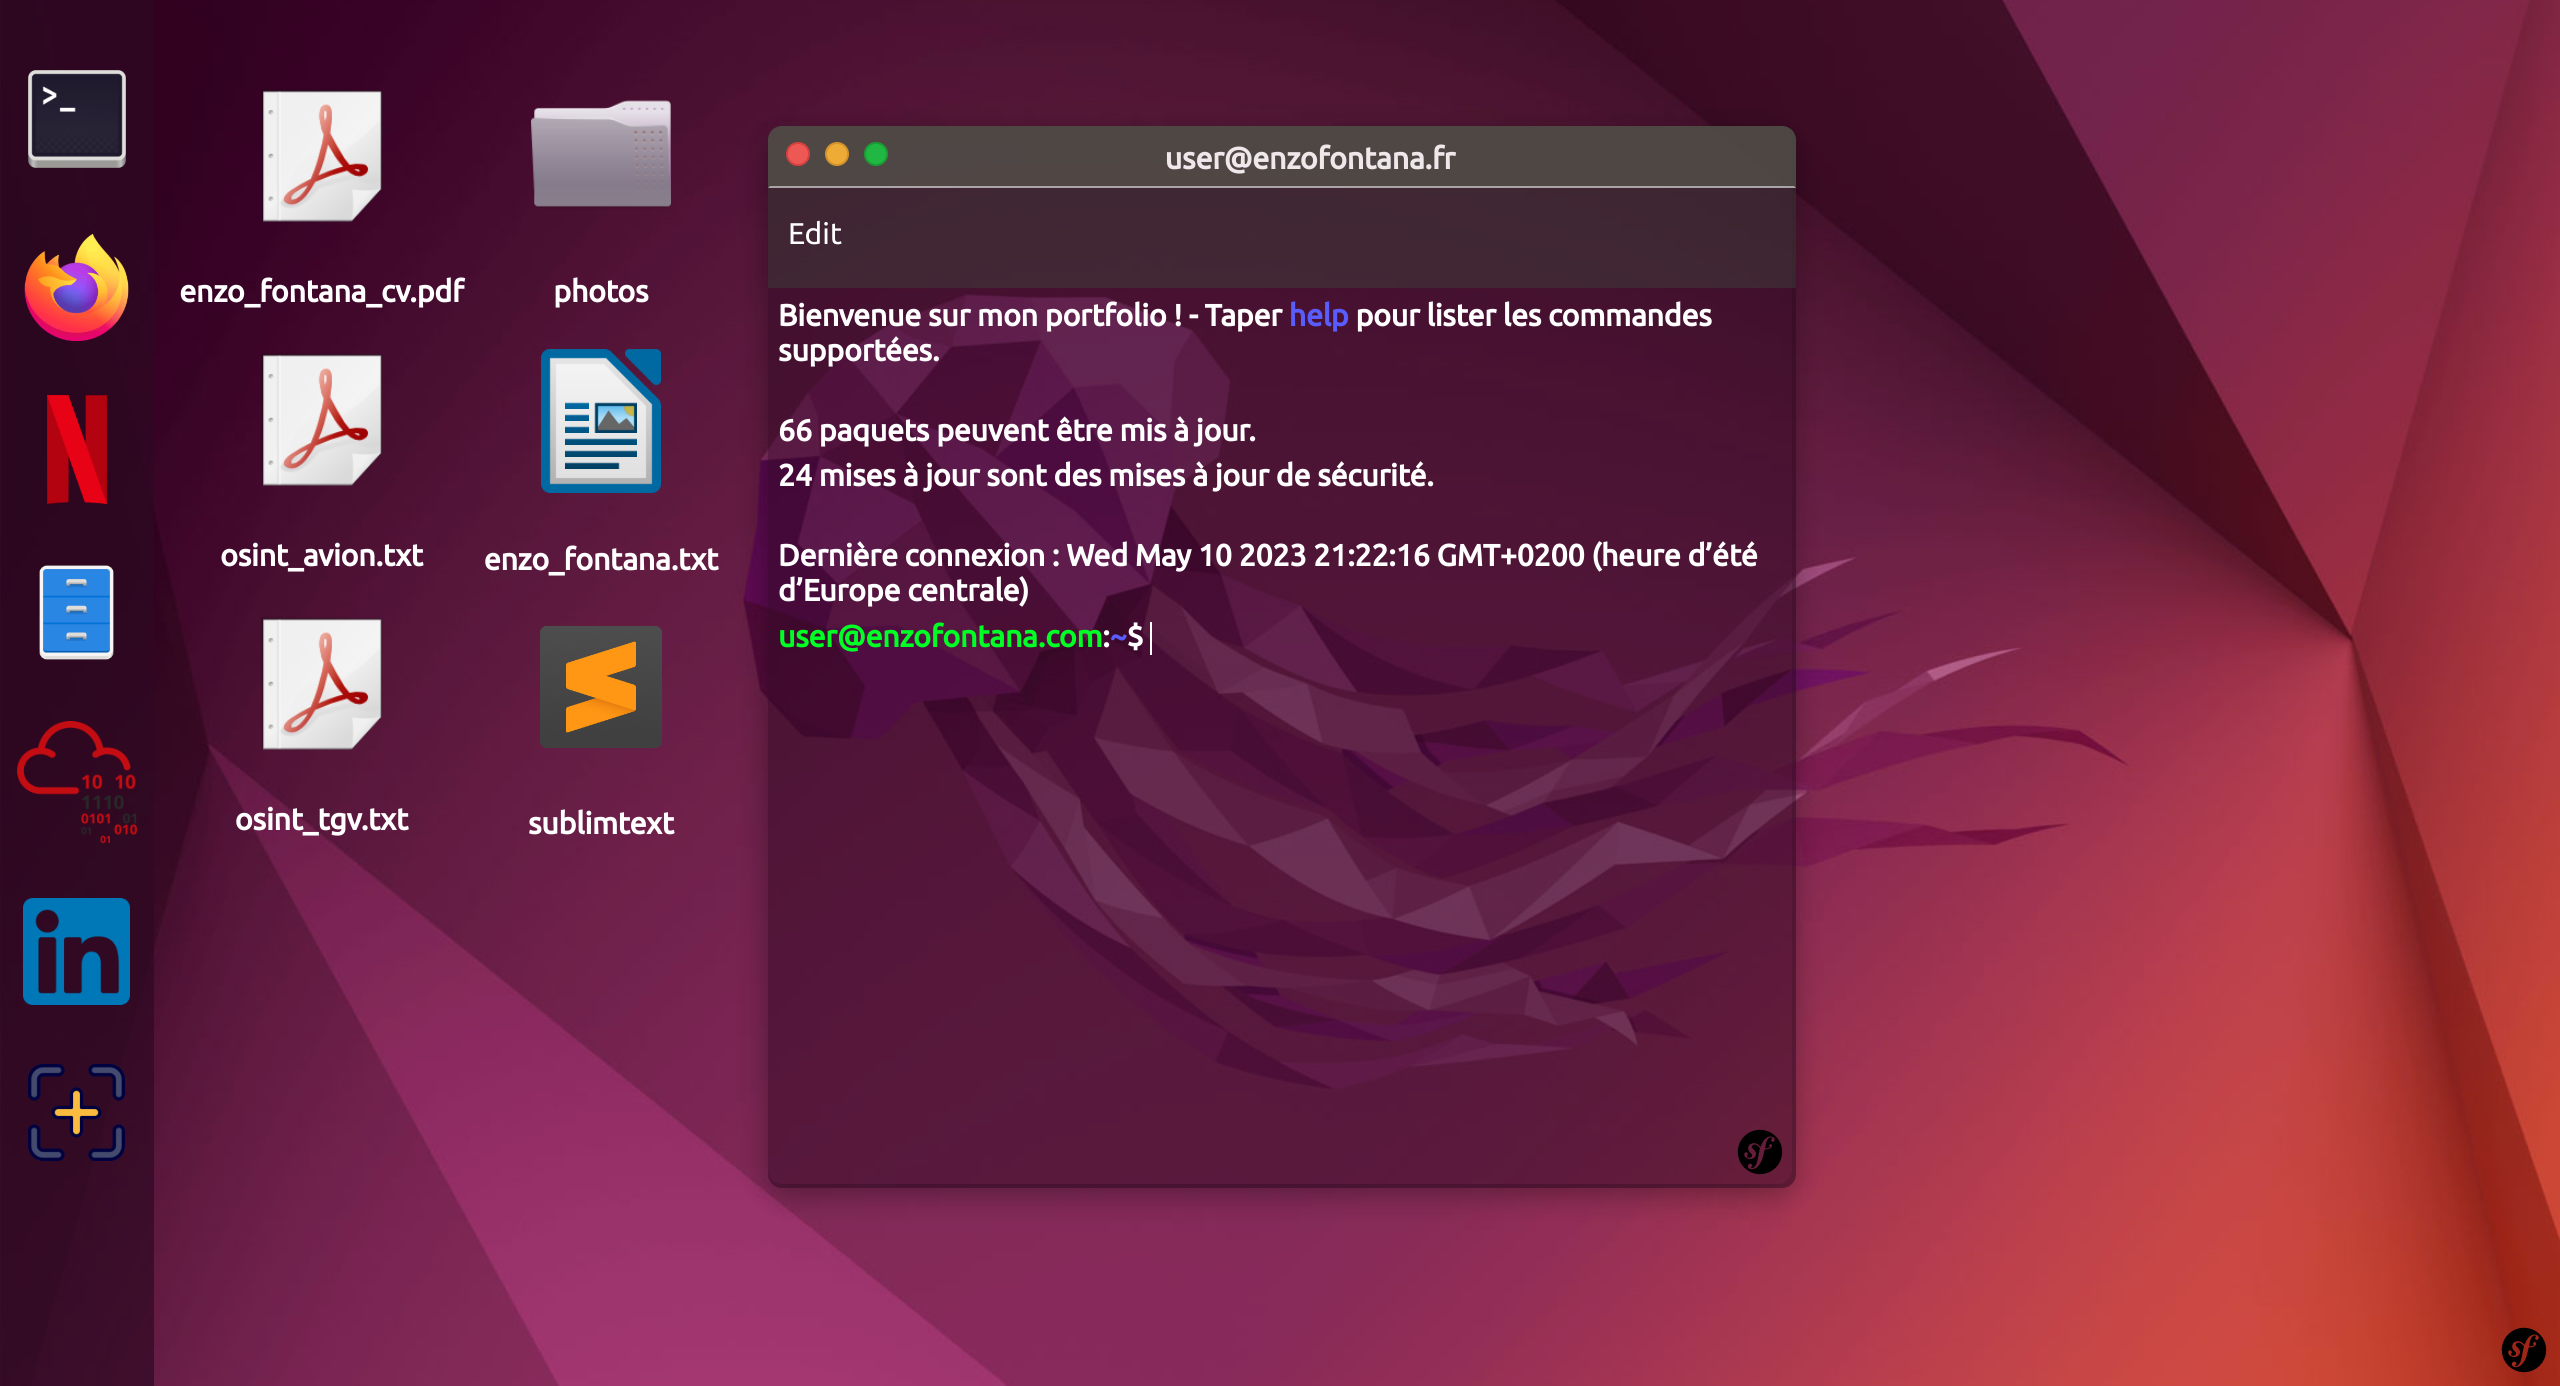 >_
enzo_fontana_cv.pdf
photos
osint_avion.txt
enzo_fontana.txt
osint_tgv.txt
sublimtext
10 10
1110
0101 01
01 010
01
in
user@enzofontana.fr
Edit
Bienvenue sur mon portfolio ! - Taper help pour lister les commandes
supportées.
66 paquets peuvent être mis à jour.
24 mises à jour sont des mises à jour de sécurité.
Dernière connexion : Wed May 10 2023 21:22:16 GMT+0200 (heure d’été
d’Europe centrale)
user@enzofontana.com:~$
sf
sf